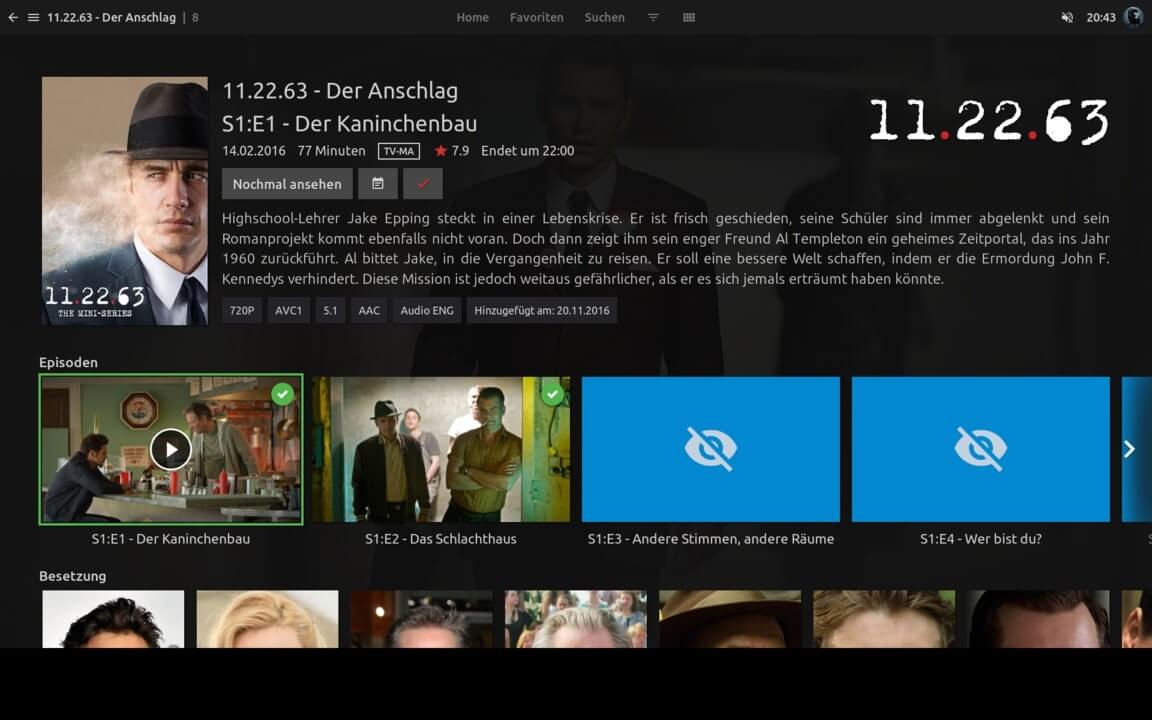 11.22.63 - Der Anschlag | 8
Home Favoriten Suchen
20:43
11.22.63 - Der Anschlag
S1:E1 - Der Kaninchenbau
14.02.2016 77 Minuten TV-MA 7.9 Endet um 22:00
11.22.63
Nochmal ansehen
Highschool-Lehrer Jake Epping steckt in einer Lebenskrise. Er ist frisch geschieden, seine Schüler sind immer abgelenkt und sein
Romanprojekt kommt ebenfalls nicht voran. Doch dann zeigt ihm sein enger Freund Al Templeton ein geheimes Zeitportal, das ins Jahr
1960 zurückführt. Al bittet Jake, in die Vergangenheit zu reisen. Er soll eine bessere Welt schaffen, indem er die Ermordung John F.
Kennedys verhindert. Diese Mission ist jedoch weitaus gefährlicher, als er es sich jemals erträumt haben könnte.
11.22.63
THE MINI-SERIES
720P AVC1 5.1 AAC Audio ENG Hinzugefügt am: 20.11.2016
Episoden
S1:E1 - Der Kaninchenbau
S1:E2 - Das Schlachthaus
S1:E3 - Andere Stimmen, andere Räume
S1:E4 - Wer bist du?
Besetzung